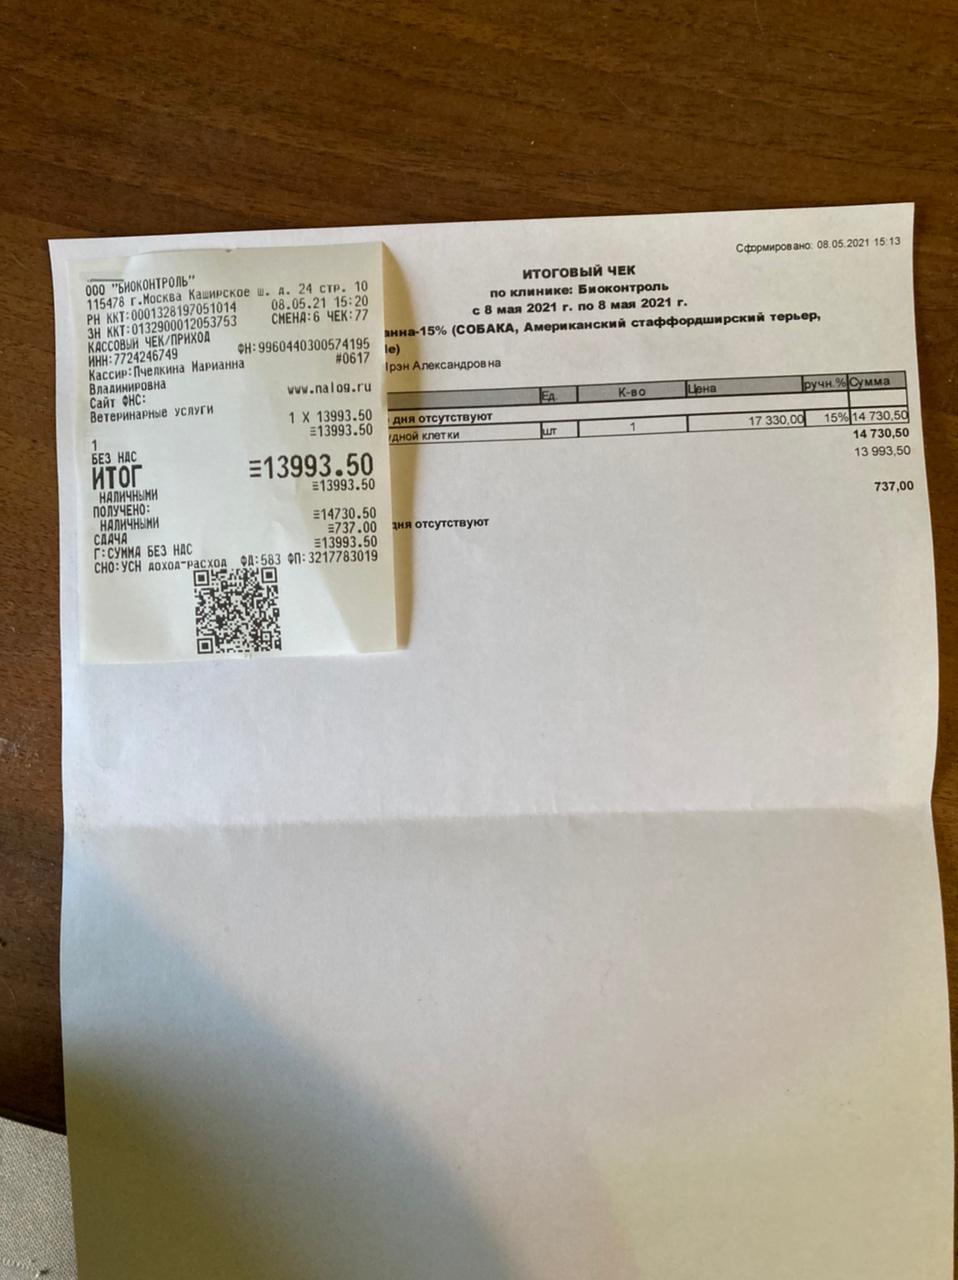 ООО "БИОКОНТРОЛЬ"
115478 г.Москва Каширское ш. д. 24 стр. 10
РН ККТ:0001328197051014 08.05.21 15:20
ЗН ККТ:0132900012053753 СМЕНА:6 ЧЕК:77
КАССОВЫЙ ЧЕК/ПРИХОД
ИНН:7724246749 ФН:9960440300574195
Кассир:Пчелкина Марианна #0617
Владимировна
Сайт ФНС: www.nalog.ru
Ветеринарные услуги
1 X 13993.50
1 ≡13993.50
БЕЗ НДС
ИТОГ ≡13993.50
НАЛИЧНЫМИ ≡13993.50
ПОЛУЧЕНО:
НАЛИЧНЫМИ ≡14730.50
СДАЧА ≡737.00
Г:СУММА БЕЗ НДС ≡13993.50
СНО:УСН доход-расход ФД:583 ФП:3217783019
Сформировано: 08.05.2021 15:13
ИТОГОВЫЙ ЧЕК
по клинике: Биоконтроль
с 8 мая 2021 г. по 8 мая 2021 г.
анна-15% (СОБАКА, Американский стаффордширский терьер,
le)
рэн Александровна
Ед. К-во Цена ручн.% Сумма
дня отсутствуют
удной клетки шт 1 17 330,00 15% 14 730,50
14 730,50
13 993,50
737,00
дня отсутствуют